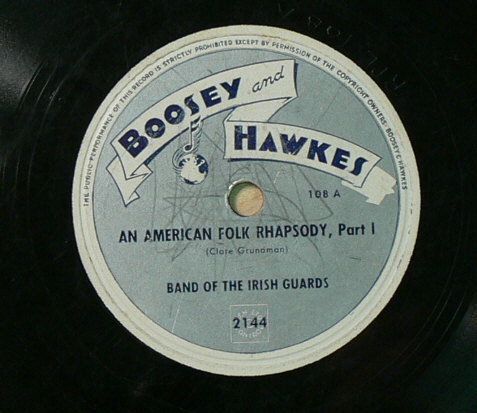 THE PUBLIC PERFORMANCE OF THIS RECORD IS STRICTLY PROHIBITED EXCEPT BY PERMISSION OF THE COPYRIGHT OWNERS: BOOSEY & HAWKES
BOOSEY and
HAWKES
108 A
AN AMERICAN FOLK RHAPSODY, Part I
(Clare Grundman)
BAND OF THE IRISH GUARDS
2144